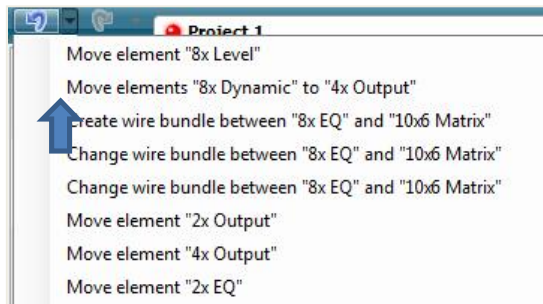 Project 1
Move element "8x Level"
Move elements "8x Dynamic" to "4x Output"
Create wire bundle between "8x EQ" and "10x6 Matrix"
Change wire bundle between "8x EQ" and "10x6 Matrix"
Change wire bundle between "8x EQ" and "10x6 Matrix"
Move element "2x Output"
Move element "4x Output"
Move element "2x EQ"